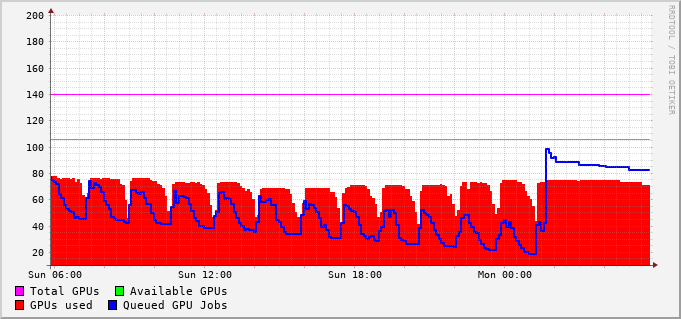 200
180
160
140
120
100
80
60
40
20
Sun 06:00 Sun 12:00 Sun 18:00 Mon 00:00
Total GPUs Available GPUs
GPUs used Queued GPU Jobs
RRDTOOL / TOBI OETIKER